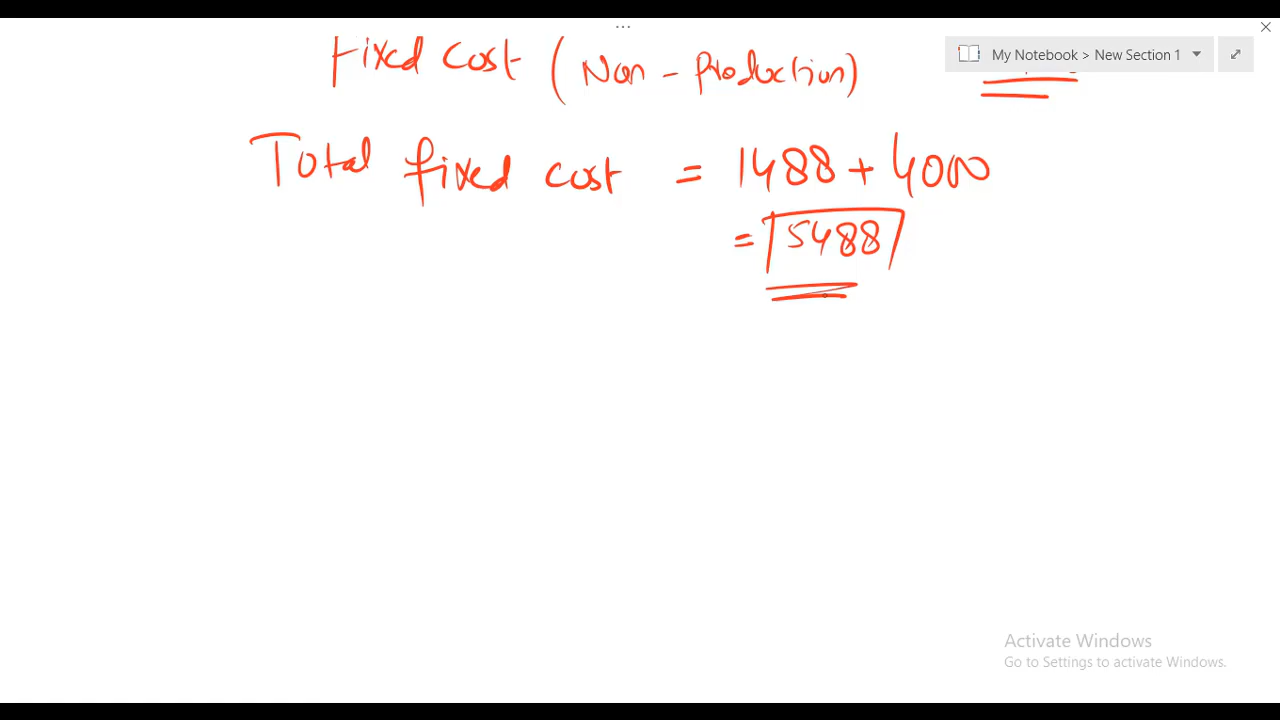 ...
My Notebook > New Section 1
Fixed cost (Non - Production)
Total fixed cost = 1488 + 4000
= 5488
Activate Windows
Go to Settings to activate Windows.